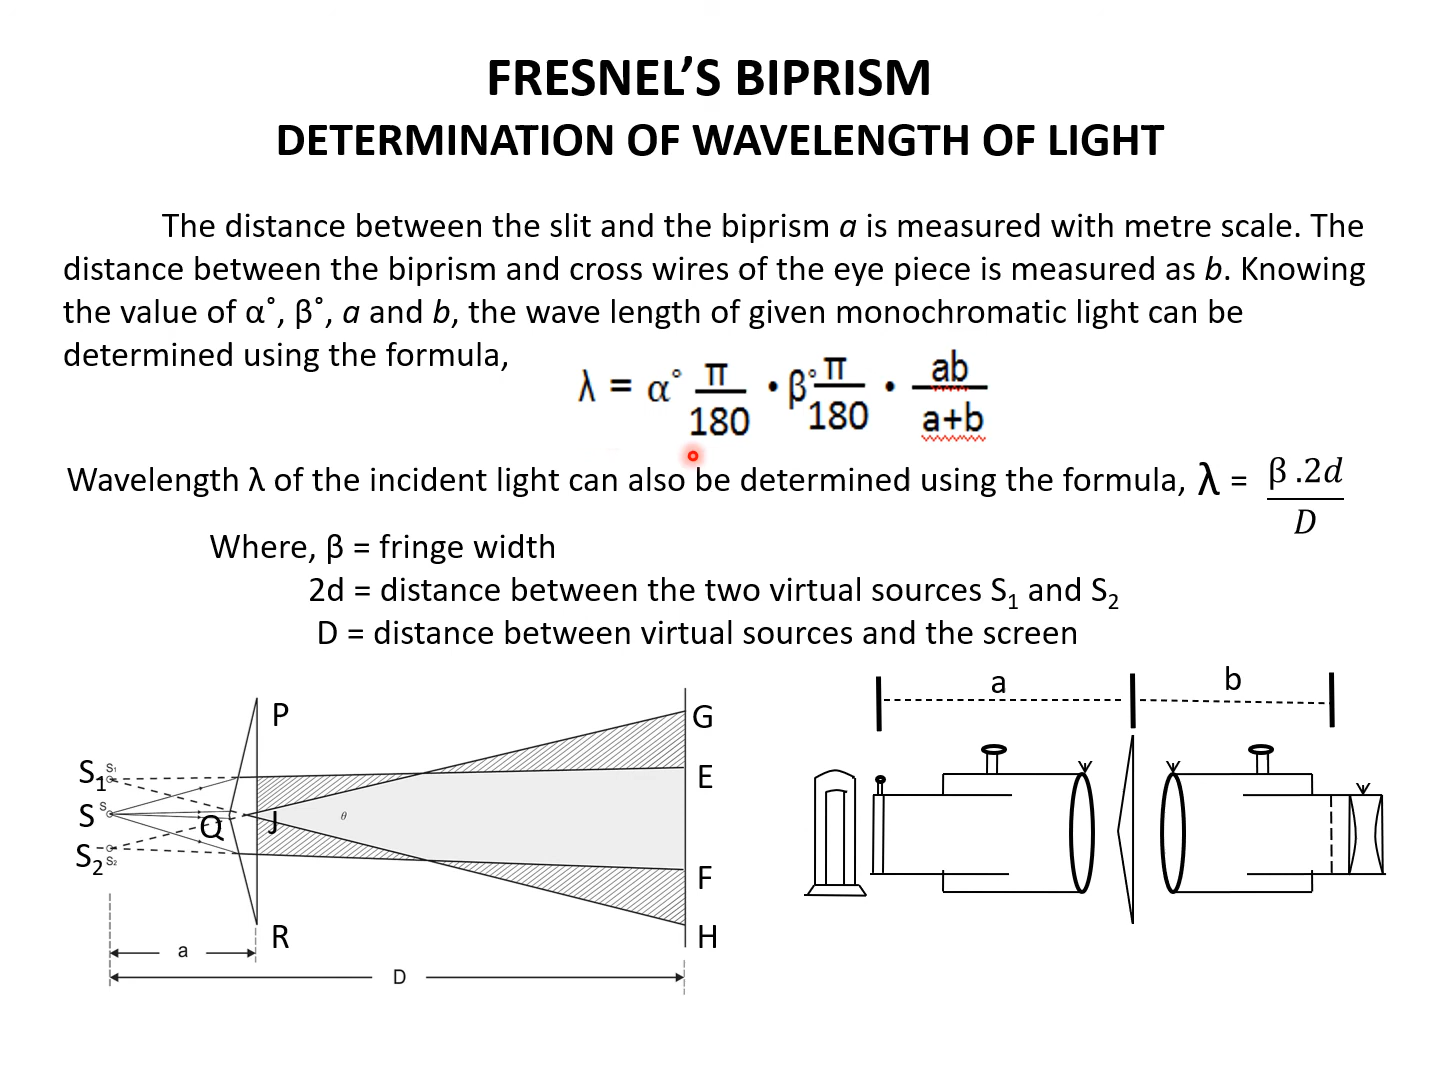 FRESNEL’S BIPRISM
DETERMINATION OF WAVELENGTH OF LIGHT
The distance between the slit and the biprism a is measured with metre scale. The
distance between the biprism and cross wires of the eye piece is measured as b. Knowing
the value of α˚, β˚, a and b, the wave length of given monochromatic light can be
determined using the formula,
λ = α° π/180 · β° π/180 · ab/a+b
Wavelength λ of the incident light can also be determined using the formula, λ = β .2d/D
Where, β = fringe width
2d = distance between the two virtual sources S1 and S2
D = distance between virtual sources and the screen
P
G
S1 S1
E
S S
Q
J
θ
S2 S2
F
R
H
a
D
a
b